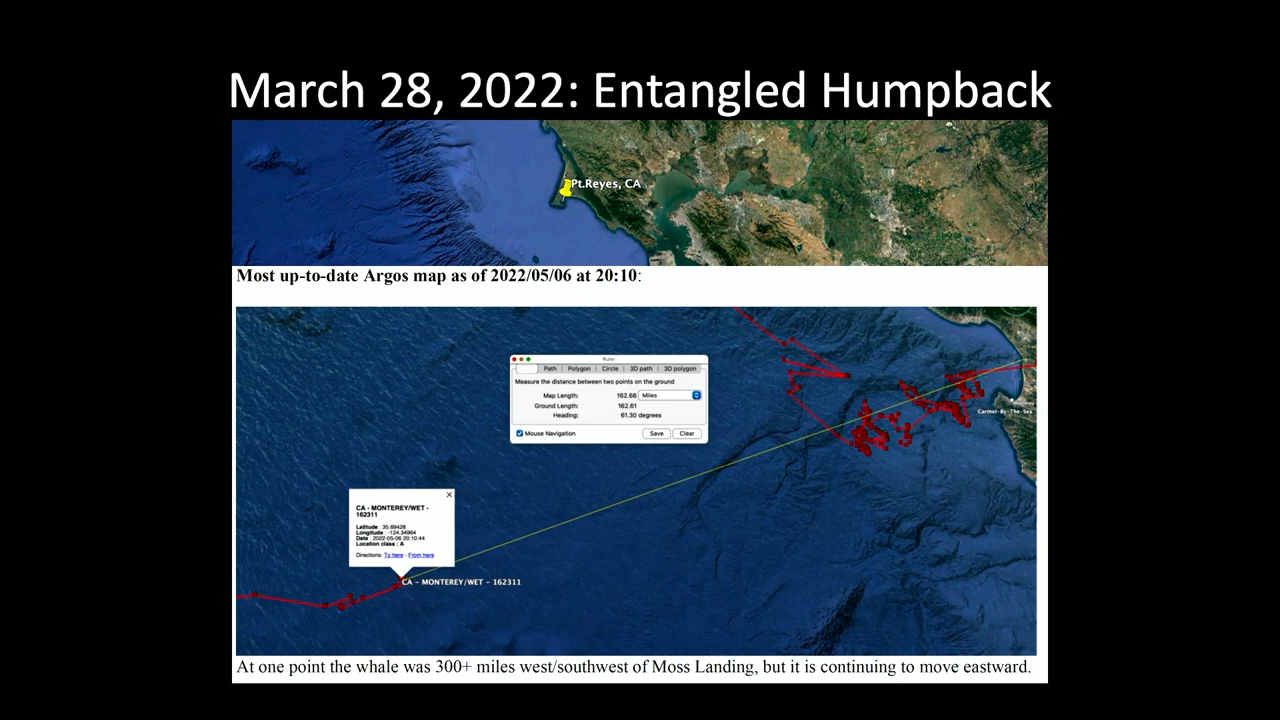 March 28, 2022: Entangled Humpback
Pt.Reyes, CA
Most up-to-date Argos map as of 2022/05/06 at 20:10:
Ruler
Path | Polygon | Circle | 3D path | 3D polygon
Measure the distance between two points on the ground
Map Length: 162.66 Miles
Ground Length: 162.61
Heading: 61.30 degrees
Mouse Navigation Save Clear
Monterey
Carmel-By-The-Sea
CA - MONTEREY/WET -
162311
Latitude : 35.69428
Longitude : -124.34964
Date : 2022-05-06 20:10:44
Location class : A
Directions: To here - From here
CA - MONTEREY/WET - 162311
At one point the whale was 300+ miles west/southwest of Moss Landing, but it is continuing to move eastward.